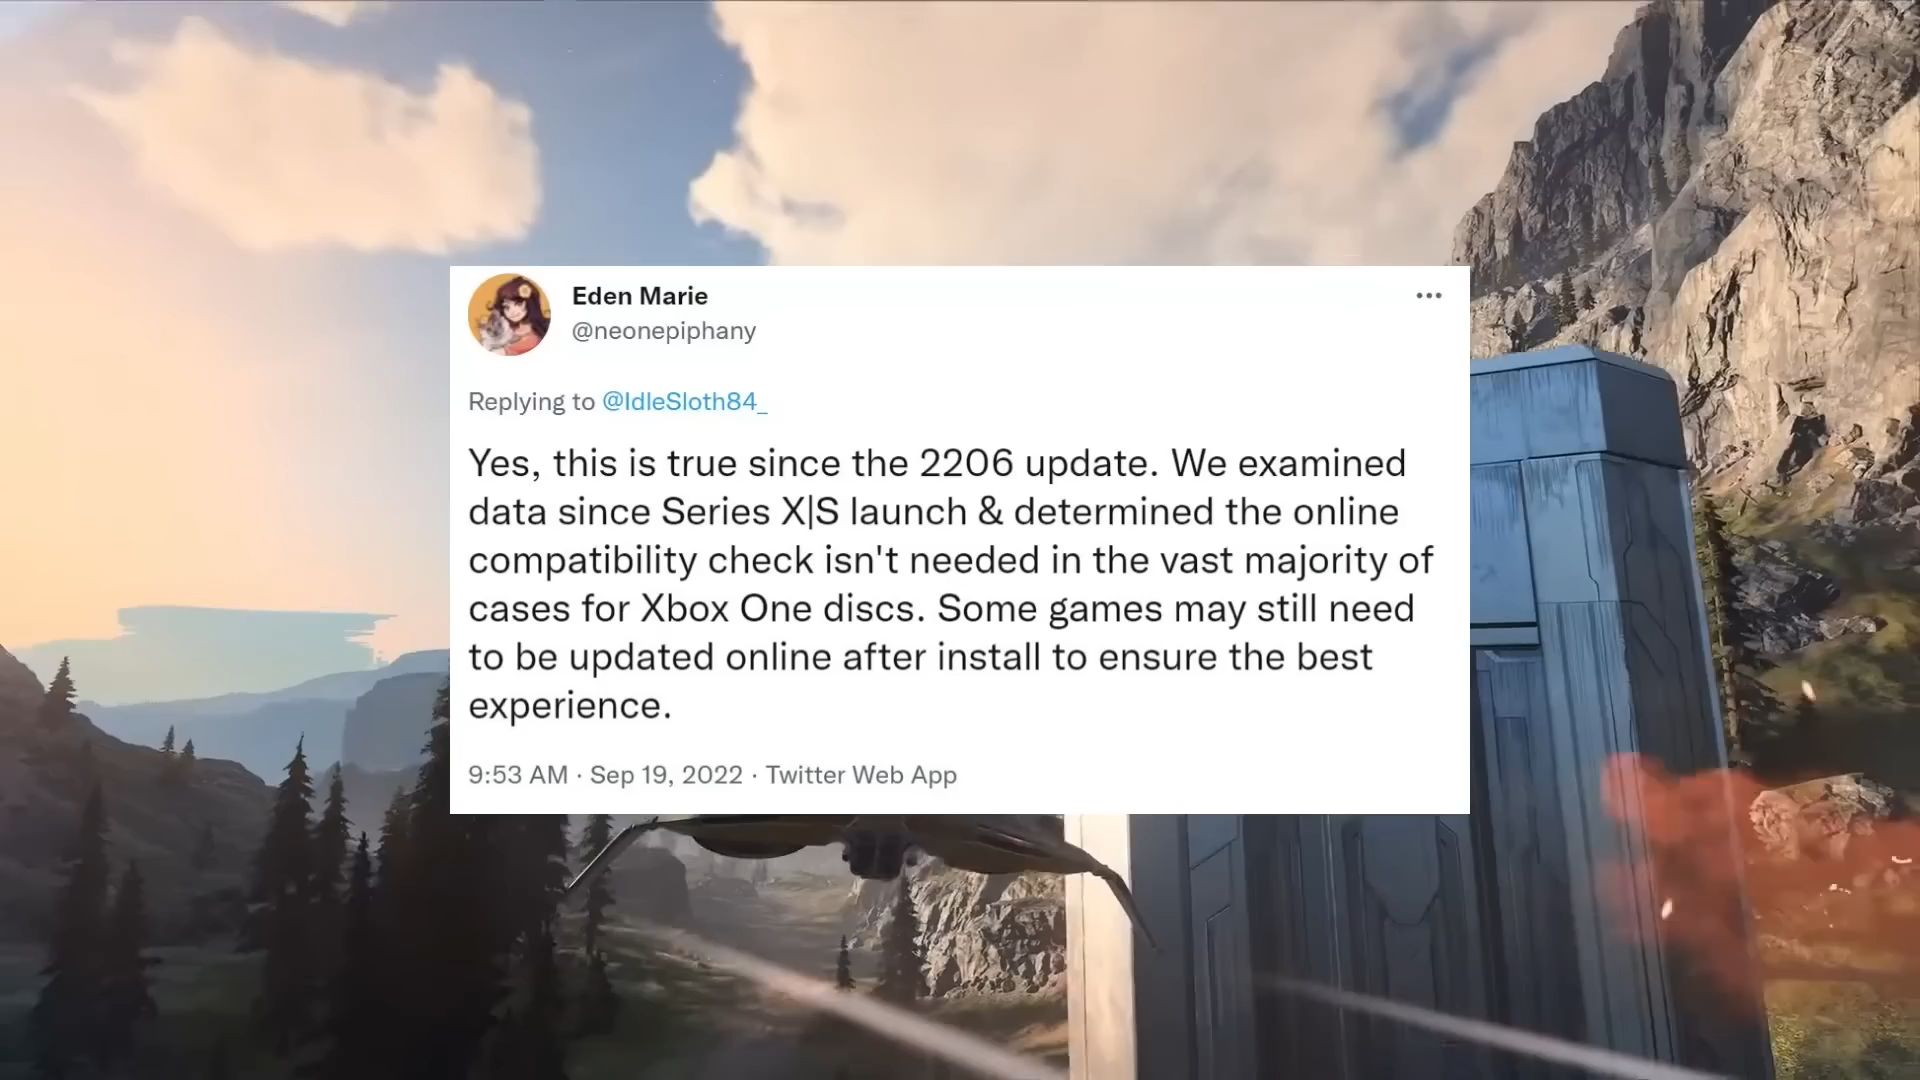 Eden Marie
@neonepiphany
Replying to @IdleSloth84_
Yes, this is true since the 2206 update. We examined
data since Series X|S launch & determined the online
compatibility check isn't needed in the vast majority of
cases for Xbox One discs. Some games may still need
to be updated online after install to ensure the best
experience.
9:53 AM · Sep 19, 2022 · Twitter Web App